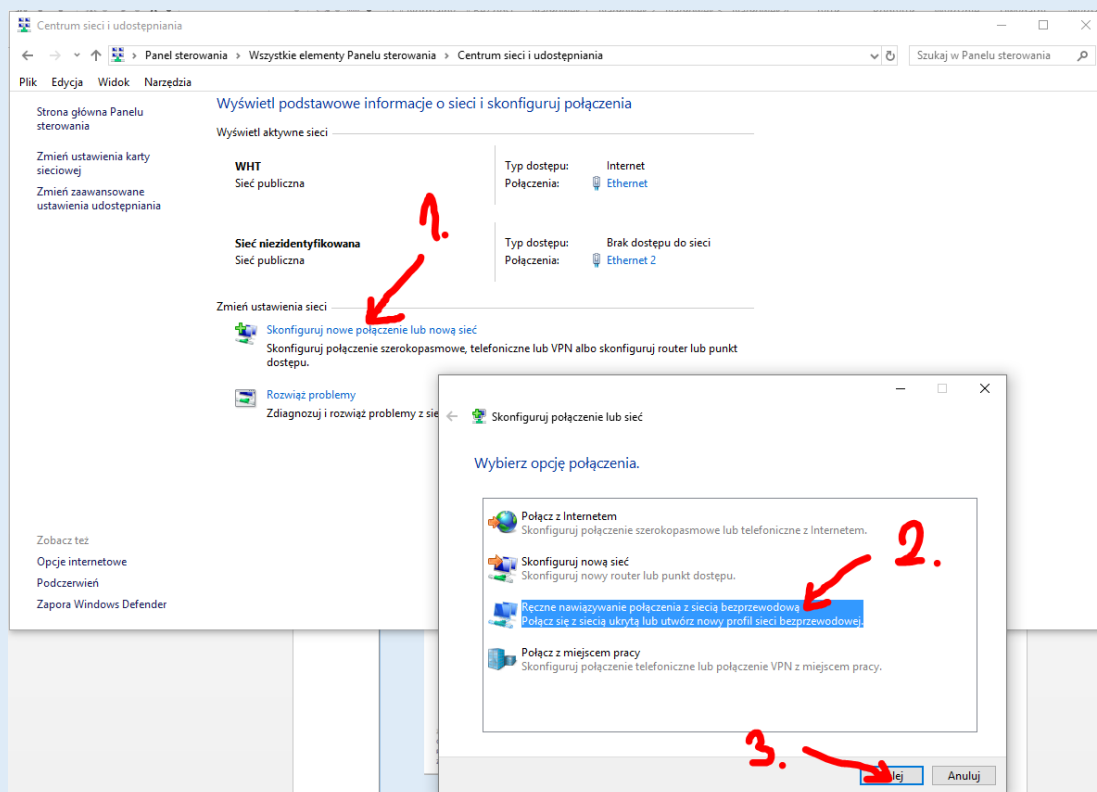 Centrum sieci i udostępniania
Panel sterowania > Wszystkie elementy Panelu sterowania > Centrum sieci i udostępniania
Szukaj w Panelu sterowania
Plik Edycja Widok Narzędzia
Strona główna Panelu
sterowania
Zmień ustawienia karty
sieciowej
Zmień zaawansowane
ustawienia udostępniania
Wyświetl podstawowe informacje o sieci i skonfiguruj połączenia
Wyświetl aktywne sieci
WHT
Sieć publiczna
Typ dostępu: Internet
Połączenia: Ethernet
1.
Sieć niezidentyfikowana
Sieć publiczna
Typ dostępu: Brak dostępu do sieci
Połączenia: Ethernet 2
Zmień ustawienia sieci
Skonfiguruj nowe połączenie lub nową sieć
Skonfiguruj połączenie szerokopasmowe, telefoniczne lub VPN albo skonfiguruj router lub punkt
dostępu.
Rozwiąż problemy
Zdiagnozuj i rozwiąż problemy z sie
Zobacz też
Opcje internetowe
Podczerwień
Zapora Windows Defender
Skonfiguruj połączenie lub sieć
Wybierz opcję połączenia.
Połącz z Internetem
Skonfiguruj połączenie szerokopasmowe lub telefoniczne z Internetem.
Skonfiguruj nową sieć
Skonfiguruj nowy router lub punkt dostępu.
2.
Ręczne nawiązywanie połączenia z siecią bezprzewodową
Połącz się z siecią ukrytą lub utwórz nowy profil sieci bezprzewodowej.
Połącz z miejscem pracy
Skonfiguruj połączenie telefoniczne lub połączenie VPN z miejscem pracy.
3.
Anuluj